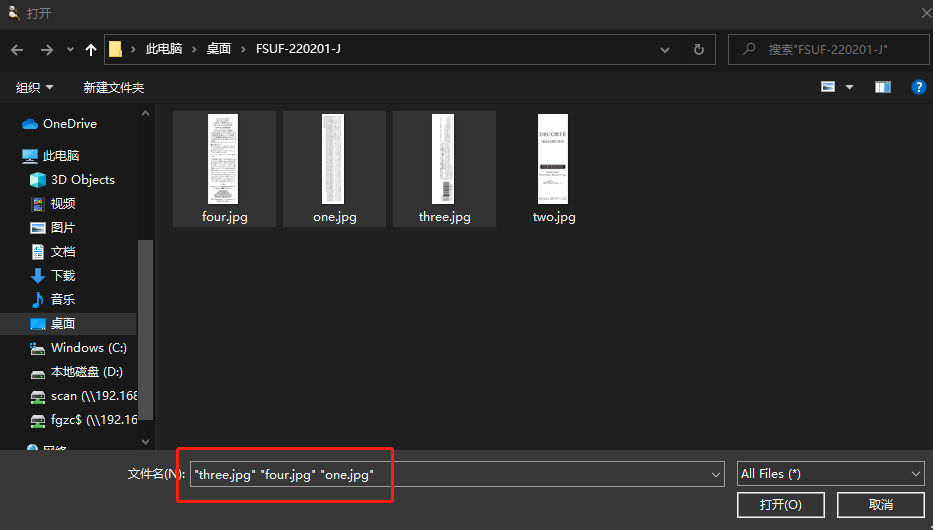 打开
此电脑 › 桌面 › FSUF-220201-J
搜索"FSUF-220201-J"
组织
新建文件夹
OneDrive
此电脑
3D Objects
视频
图片
文档
下载
音乐
桌面
Windows (C:)
本地磁盘 (D:)
scan (\\192.168
fgzc$ (\\192.16
网络
four.jpg
one.jpg
three.jpg
DECORTÉ
two.jpg
文件名(N):
"three.jpg" "four.jpg" "one.jpg"
All Files (*)
打开(O)
取消